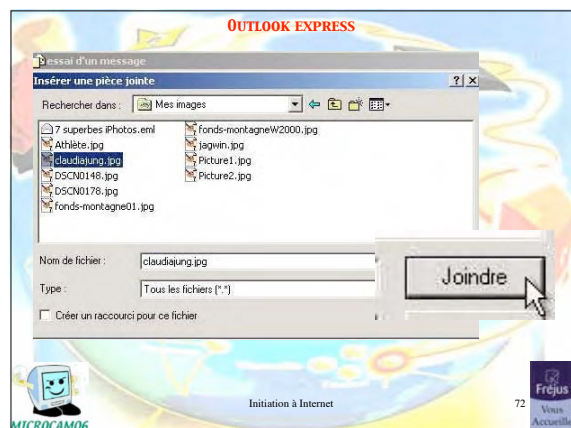 OUTLOOK EXPRESS
essai d'un message
Insérer une pièce jointe
Rechercher dans : Mes images
7 superbes iPhotos.eml
Athlète.jpg
claudiajung.jpg
DSCN0148.jpg
DSCN0178.jpg
fonds-montagne01.jpg
fonds-montagneW2000.jpg
jagwin.jpg
Picture1.jpg
Picture2.jpg
Nom de fichier : claudiajung.jpg
Type : Tous les fichiers (*.*)
Créer un raccourci pour ce fichier
Joindre
MICROCAM06
Initiation à Internet
72
Fréjus
Vous
Accueille